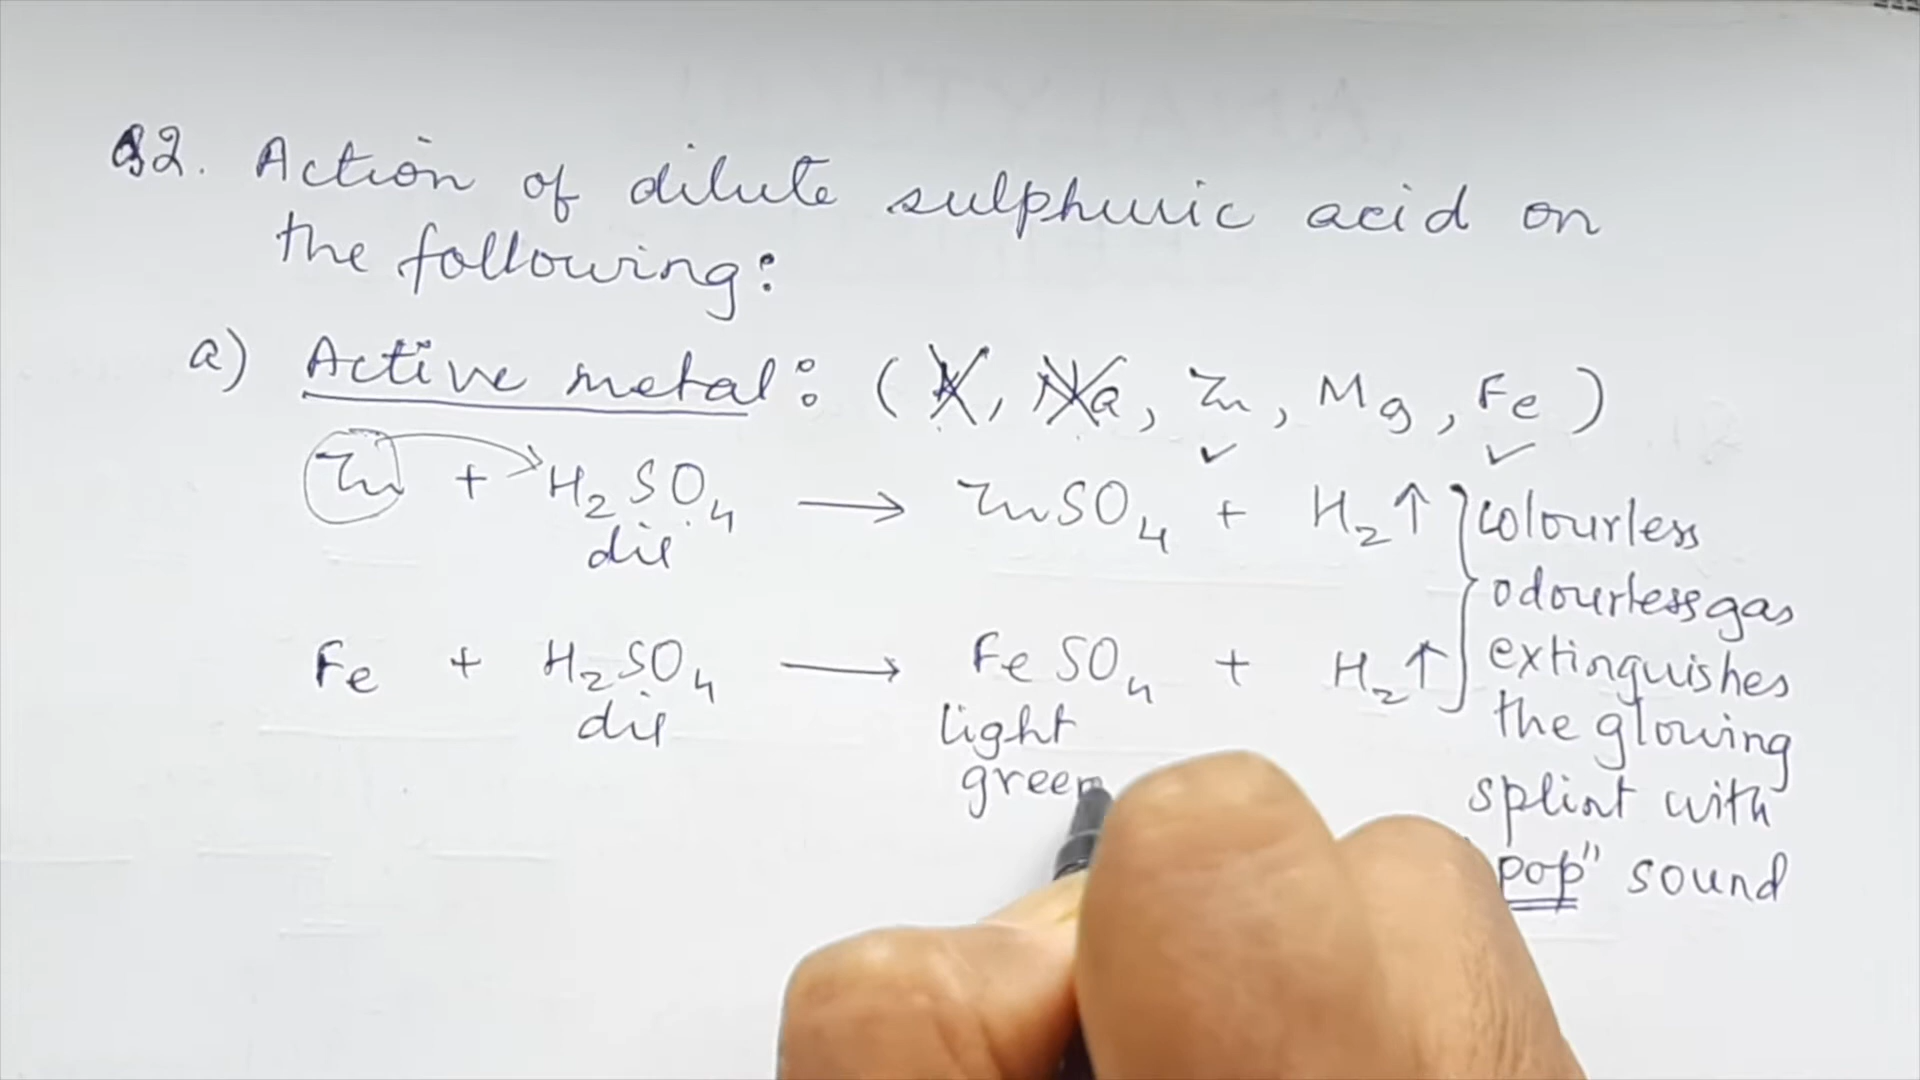 Q2. Action of dilute sulphuric acid on
the following:
a) Active metal: (K, Na, Zn, Mg, Fe)
Zn + H₂SO₄ → ZnSO₄ + H₂↑ colourless
dil
odourless gas
Fe + H₂SO₄ → FeSO₄ + H₂↑ extinguishes
dil light the glowing
green splint with
pop" sound